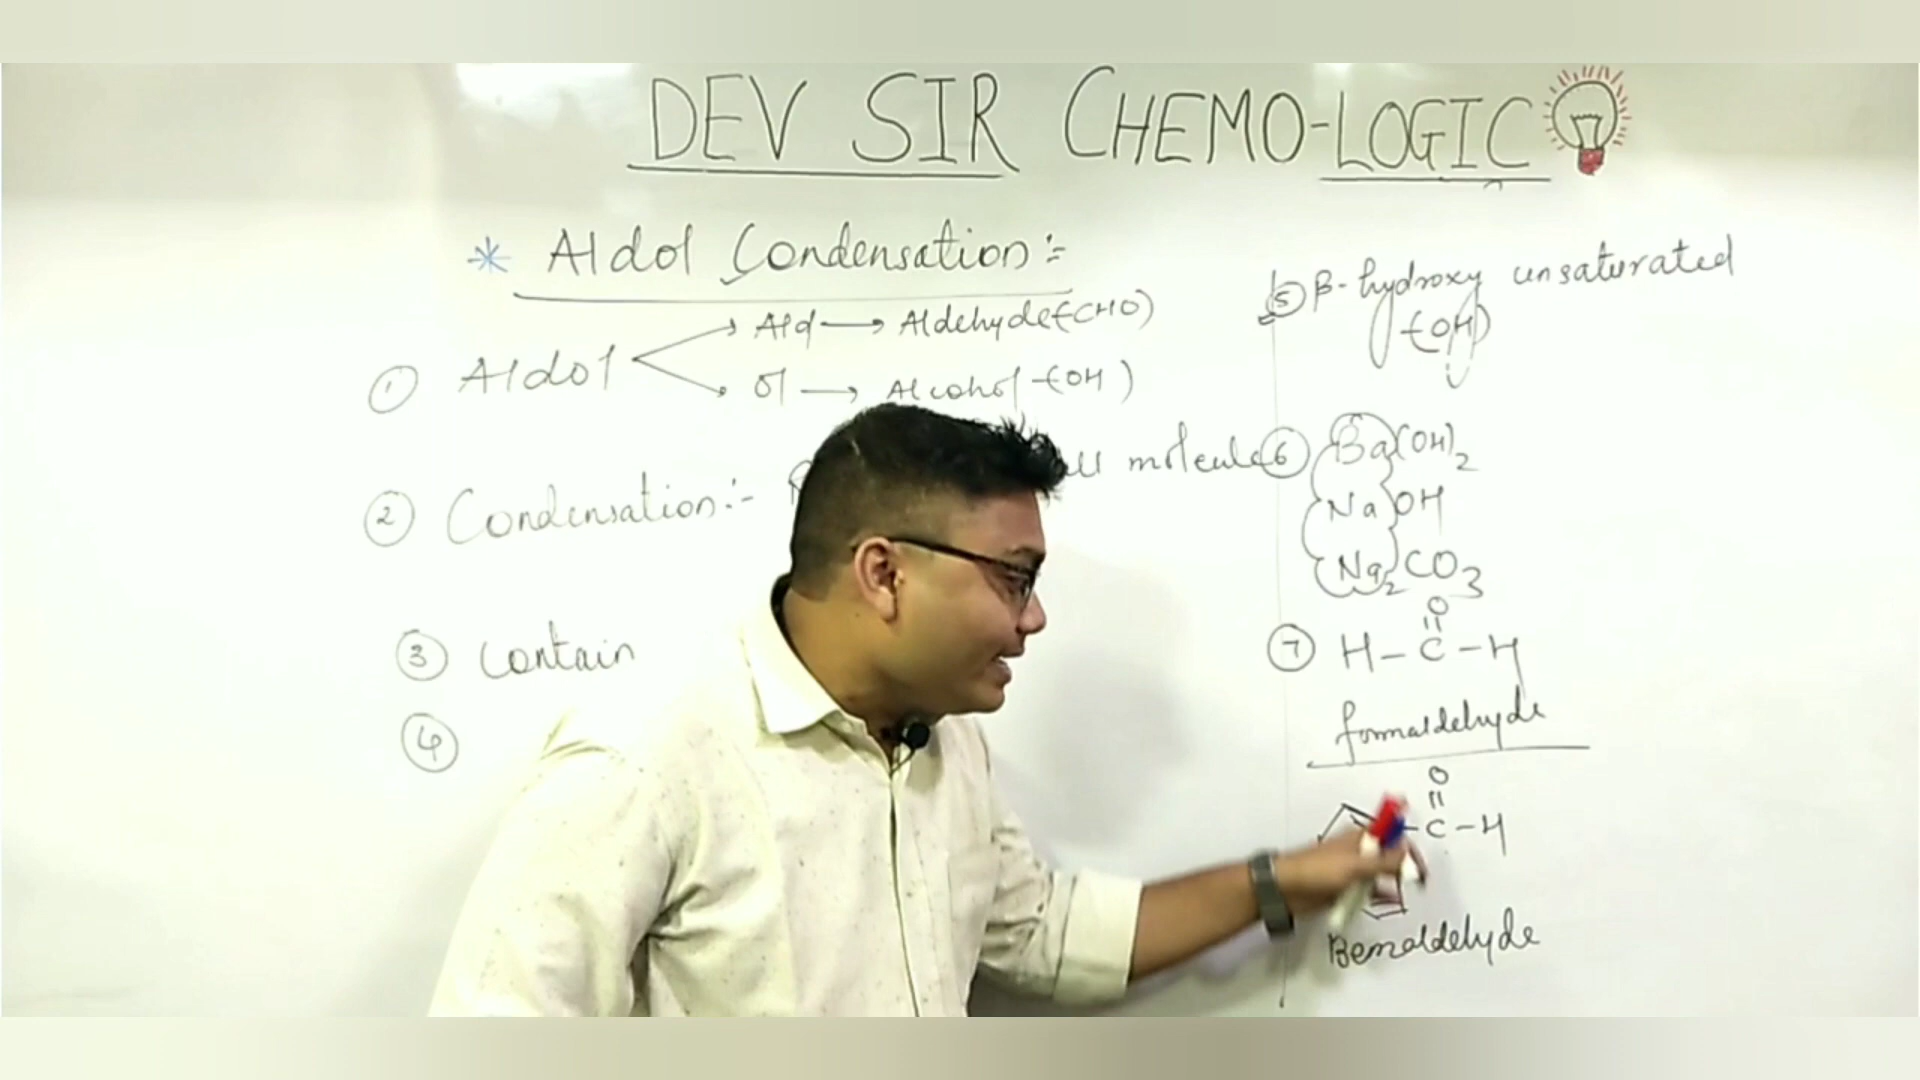 DEV SIR CHEMO-LOGIC
* Aldol Condensation:-
① Aldol
Ald → Aldehyde (-CHO)
ol → Alcohol (-OH)
② Condensation:-
molecule
③ Contain
④
⑤ β-hydroxy unsaturated
(-OH)
⑥ Ba(OH)2
NaOH
Na2CO3
O
||
⑦ H-C-H
formaldehyde
O
||
-C-H
Benzaldehyde